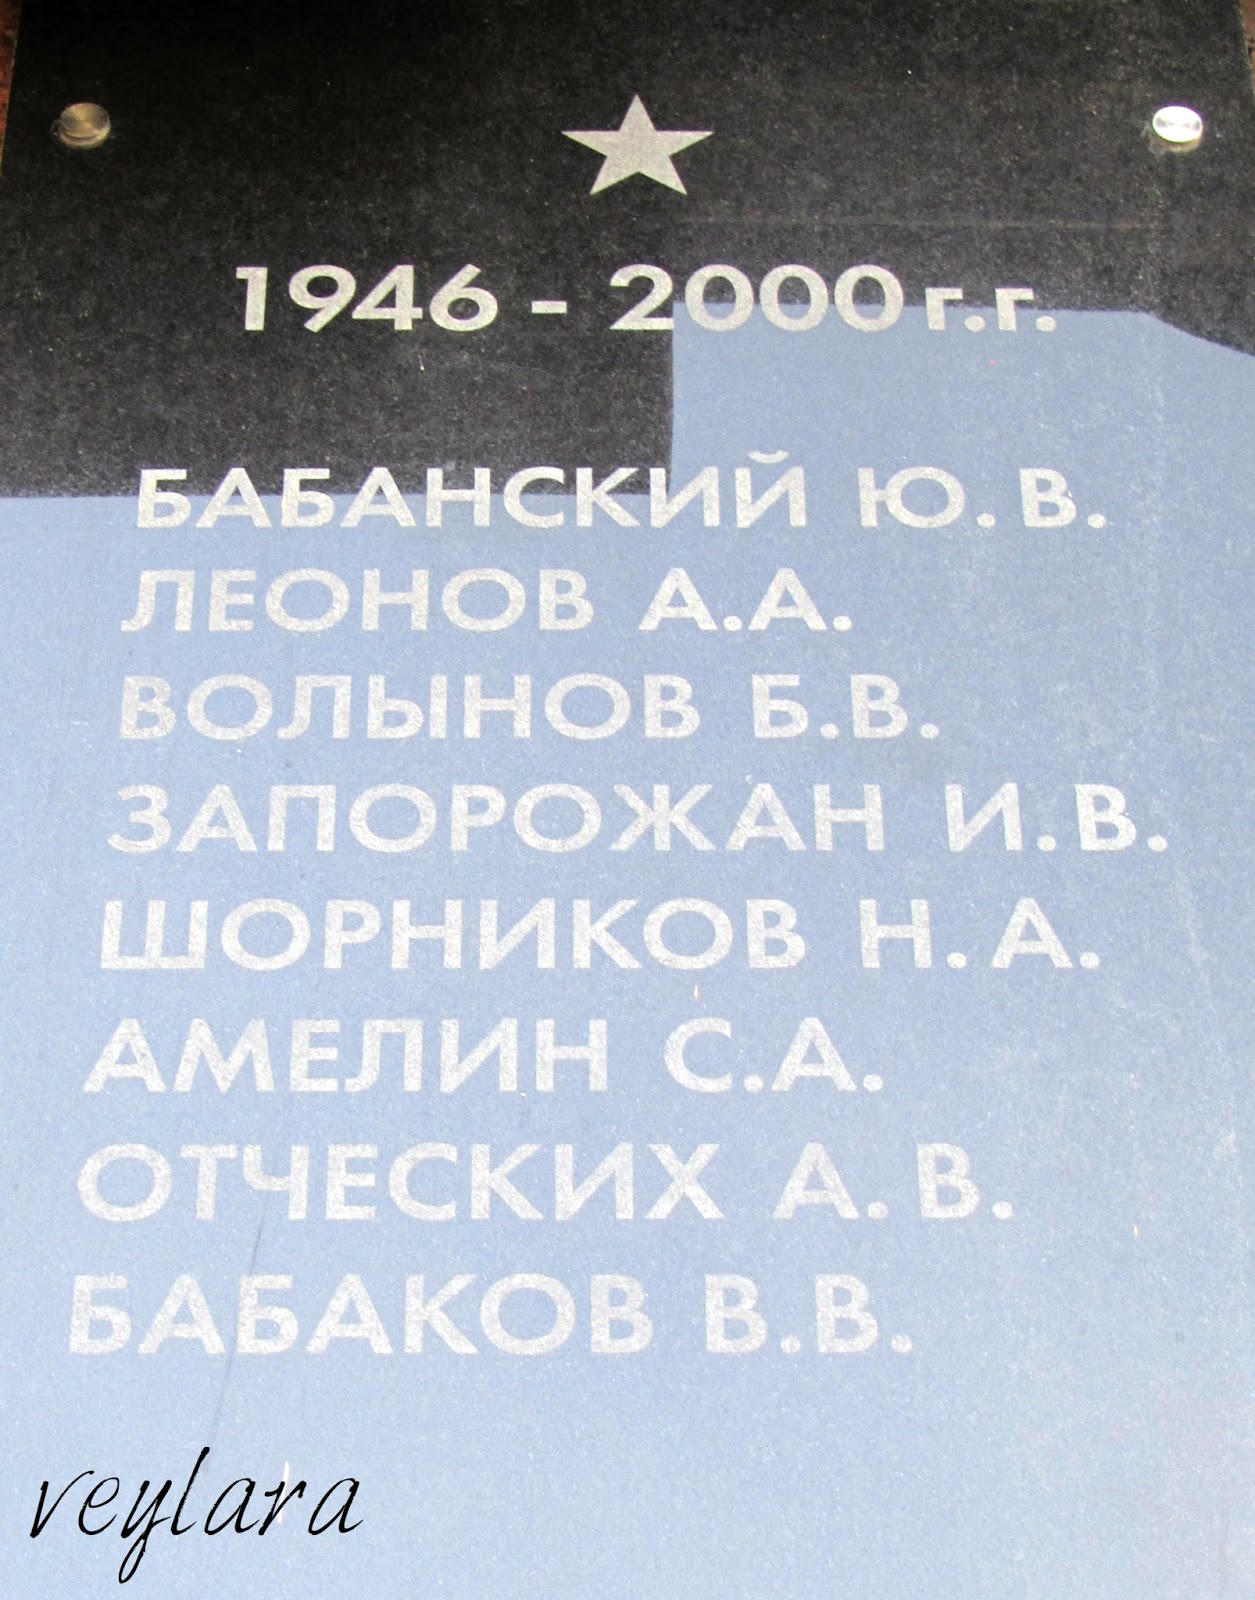 1946 - 2000 г.г.
БАБАНСКИЙ Ю. В.
ЛЕОНОВ А.А.
ВОЛЫНОВ Б.В.
ЗАПОРОЖАН И.В.
ШОРНИКОВ Н. А.
АМЕЛИН С.А.
ОТЧЕСКИХ А. В.
БАБАКОВ В.В.
veylara